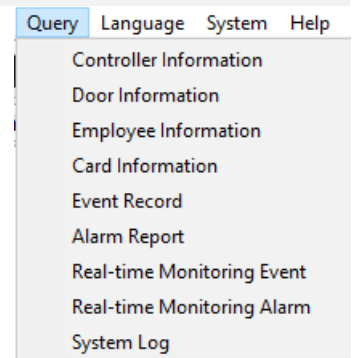 Query Language System Help
Controller Information
Door Information
Employee Information
Card Information
Event Record
Alarm Report
Real-time Monitoring Event
Real-time Monitoring Alarm
System Log